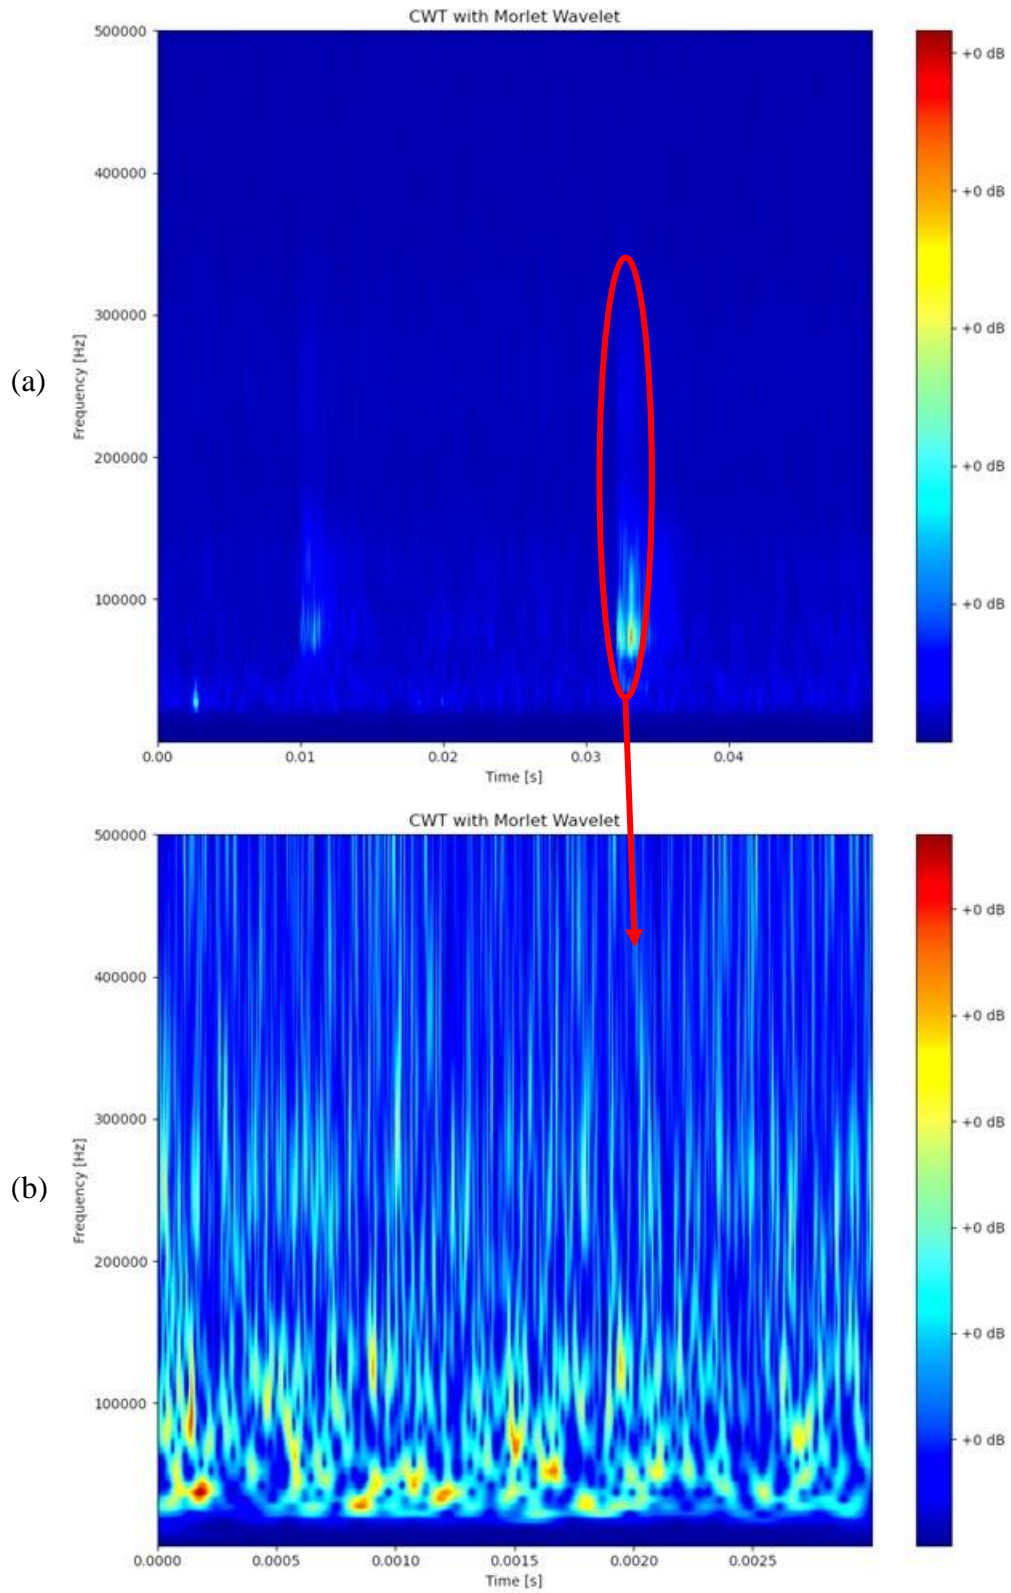 CWT with Morlet Wavelet
500000
400000
300000
200000
100000
Frequency [Hz]
(a)
0.00 0.01 0.02 0.03 0.04
Time [s]
+0 dB
+0 dB
+0 dB
+0 dB
+0 dB
CWT with Morlet Wavelet
500000
400000
300000
200000
100000
Frequency [Hz]
(b)
0.0000 0.0005 0.0010 0.0015 0.0020 0.0025
Time [s]
+0 dB
+0 dB
+0 dB
+0 dB
+0 dB
+0 dB